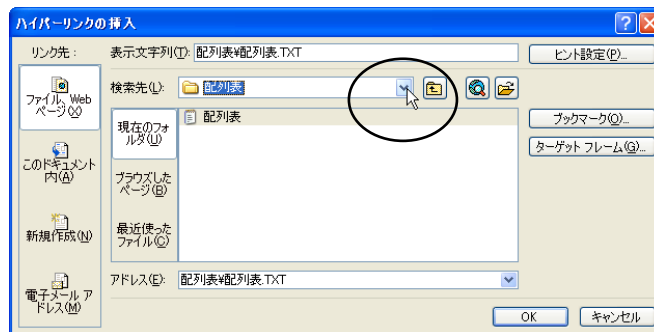 ハイパーリンクの挿入
リンク先：
表示文字列(T): 配列表¥配列表.TXT
ヒント設定(P)...
ファイル、Web
ページ(X)
検索先(L):
配列表
現在のフォ
ルダ(U)
配列表
ブックマーク(O)...
このドキュメント
内(A)
ブラウズした
ページ(B)
ターゲット フレーム(G)...
新規作成(N)
最近使った
ファイル(C)
電子メール ア
ドレス(M)
アドレス(E): 配列表¥配列表.TXT
OK
キャンセル